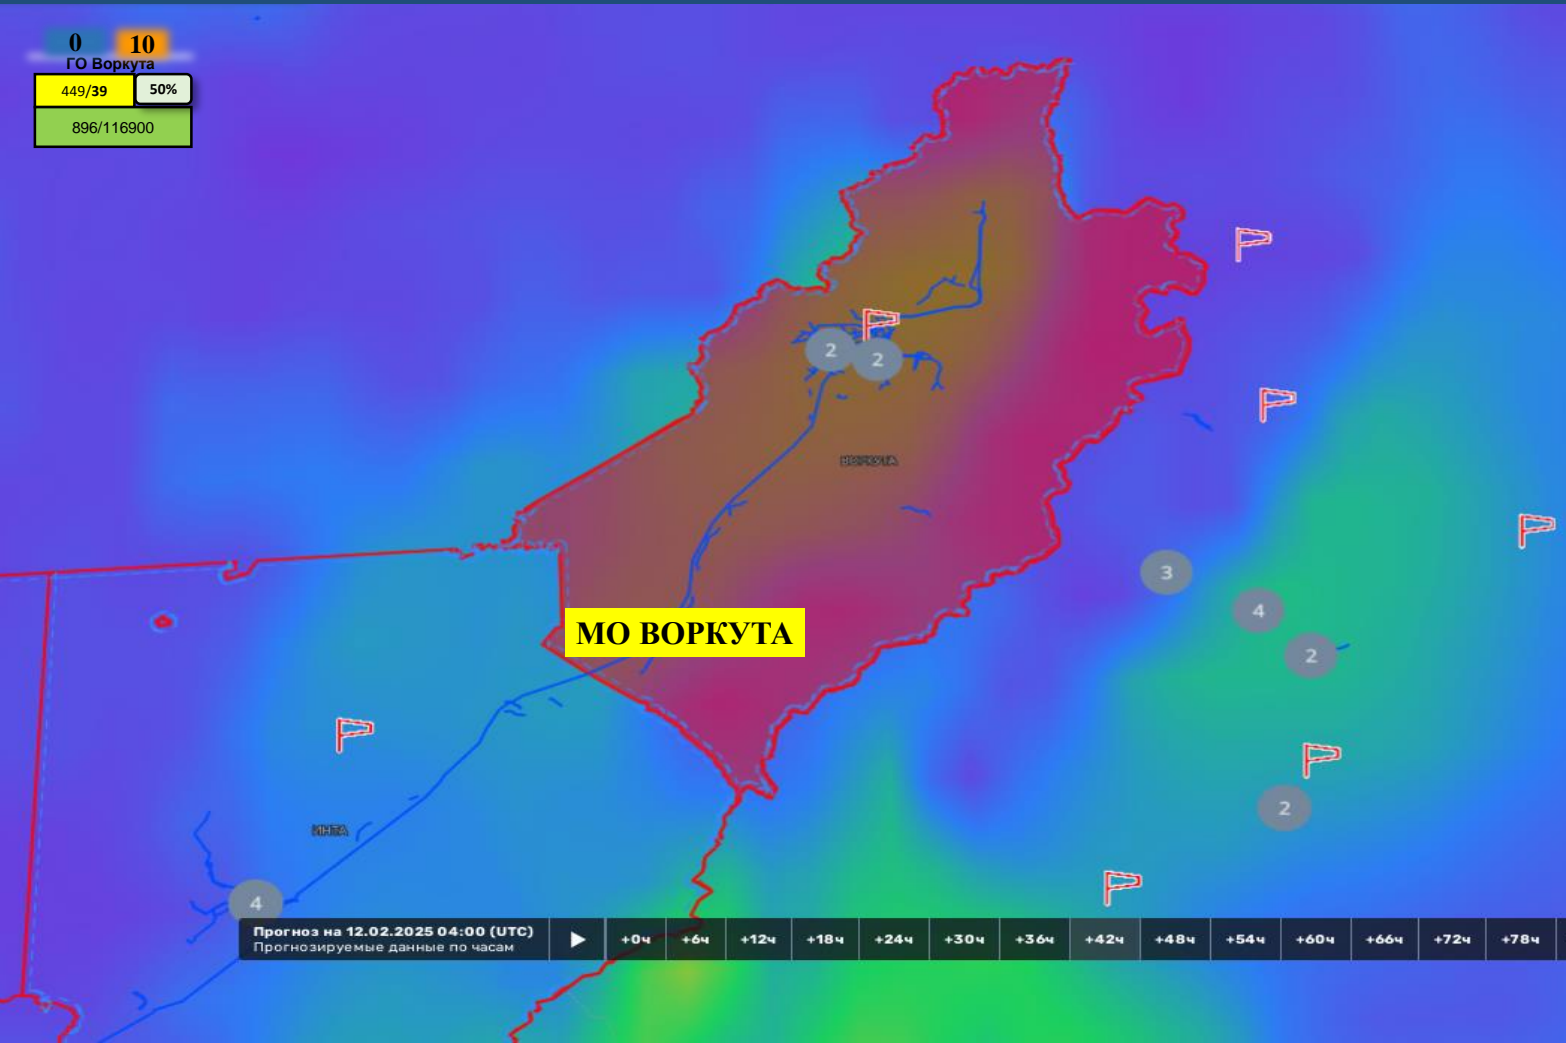 0 10
ГО Воркута
449/39 50%
896/116900
2 2
ВОРКУТА
3
4
МО ВОРКУТА
2
2
ИНТА
4
Прогноз на 12.02.2025 04:00 (UTC)
Прогнозируемые данные по часам
+0ч +6ч +12ч +18ч +24ч +30ч +36ч +42ч +48ч +54ч +60ч +66ч +72ч +78ч